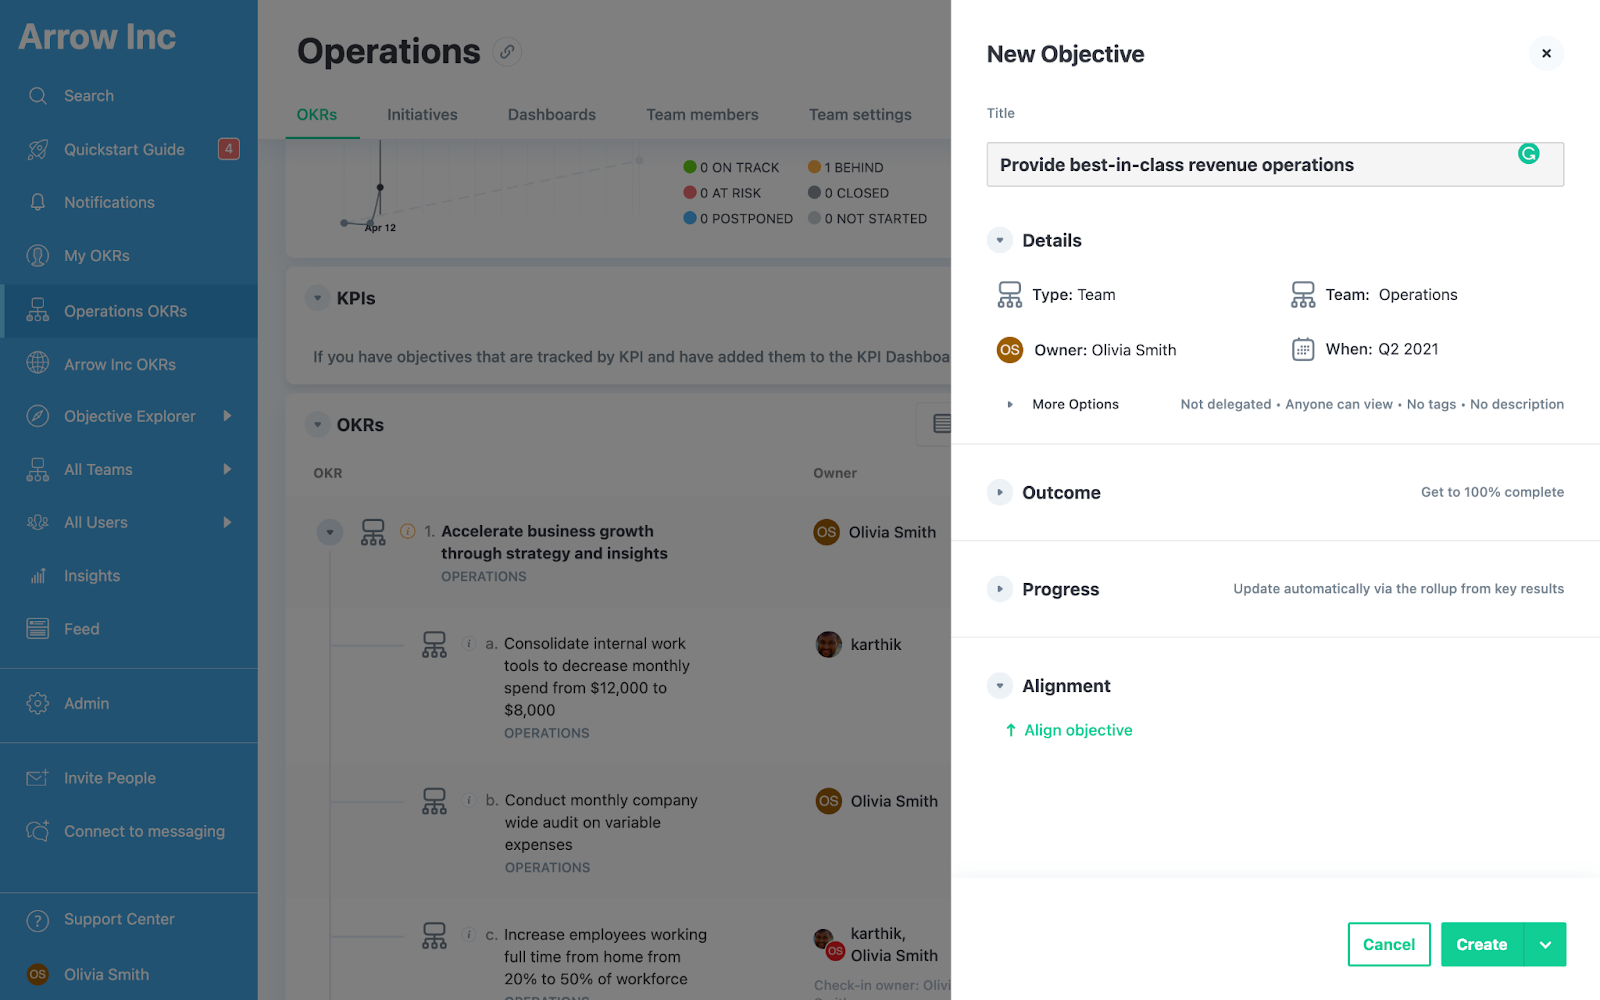 Arrow Inc
Search
Quickstart Guide 4
Notifications
My OKRs
Operations OKRs
Arrow Inc OKRs
Objective Explorer
All Teams
All Users
Insights
Feed
Admin
Invite People
Connect to messaging
Support Center
OS Olivia Smith
Operations
OKRs Initiatives Dashboards Team members Team settings
Apr 12
0 ON TRACK 1 BEHIND
0 AT RISK 0 CLOSED
0 POSTPONED 0 NOT STARTED
KPIs
If you have objectives that are tracked by KPI and have added them to the KPI Dashboa
OKRs
OKR Owner
1. Accelerate business growth
through strategy and insights
OPERATIONS
OS Olivia Smith
a. Consolidate internal work
tools to decrease monthly
spend from $12,000 to
$8,000
OPERATIONS
karthik
b. Conduct monthly company
wide audit on variable
expenses
OPERATIONS
OS Olivia Smith
c. Increase employees working
full time from home from
20% to 50% of workforce
OPERATIONS
karthik,
OS Olivia Smith
Check-in owner: Olivi
Smith
New Objective
Title
Provide best-in-class revenue operations
Details
Type: Team
Team: Operations
OS Owner: Olivia Smith
When: Q2 2021
More Options Not delegated • Anyone can view • No tags • No description
Outcome Get to 100% complete
Progress Update automatically via the rollup from key results
Alignment
↑ Align objective
Cancel Create